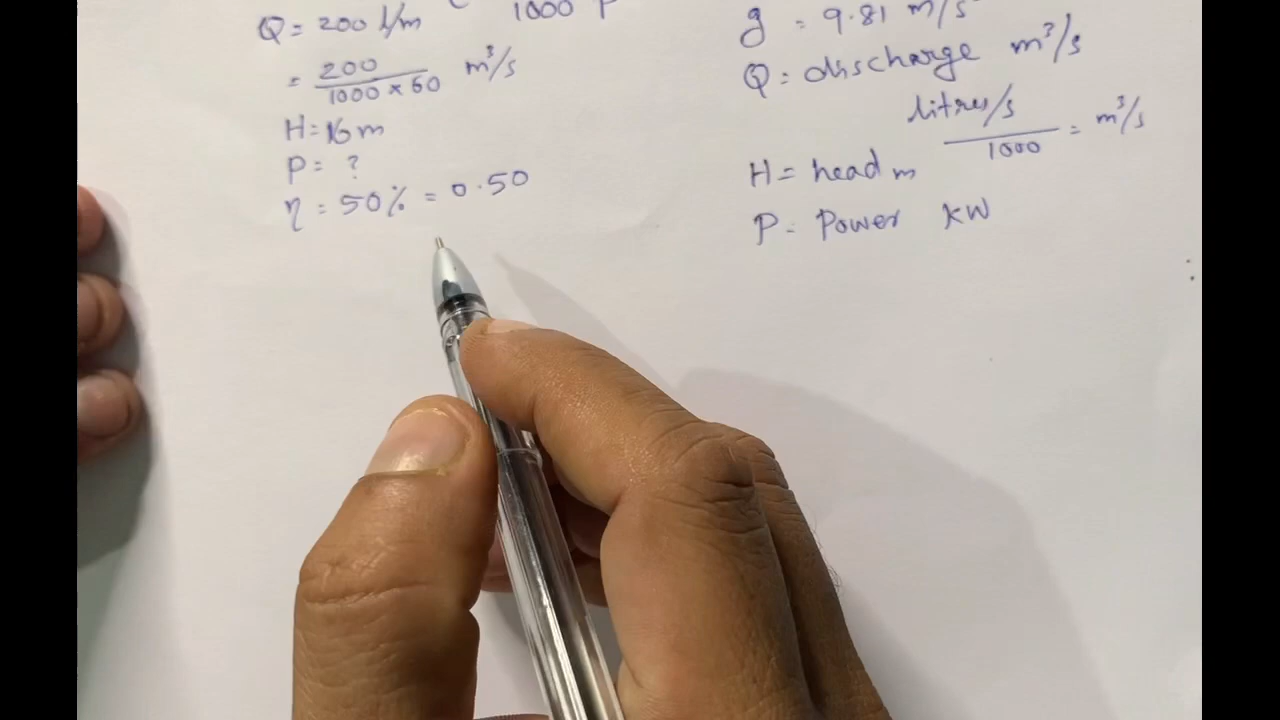 1000 P
Q = 200 l/m
= 200 / 1000 × 60 m³/s
H = 16 m
P = ?
η = 50% = 0.50
g = 9.81 m/s
Q = discharge m³/s
litres/s / 1000 = m³/s
H = head m
P = Power KW